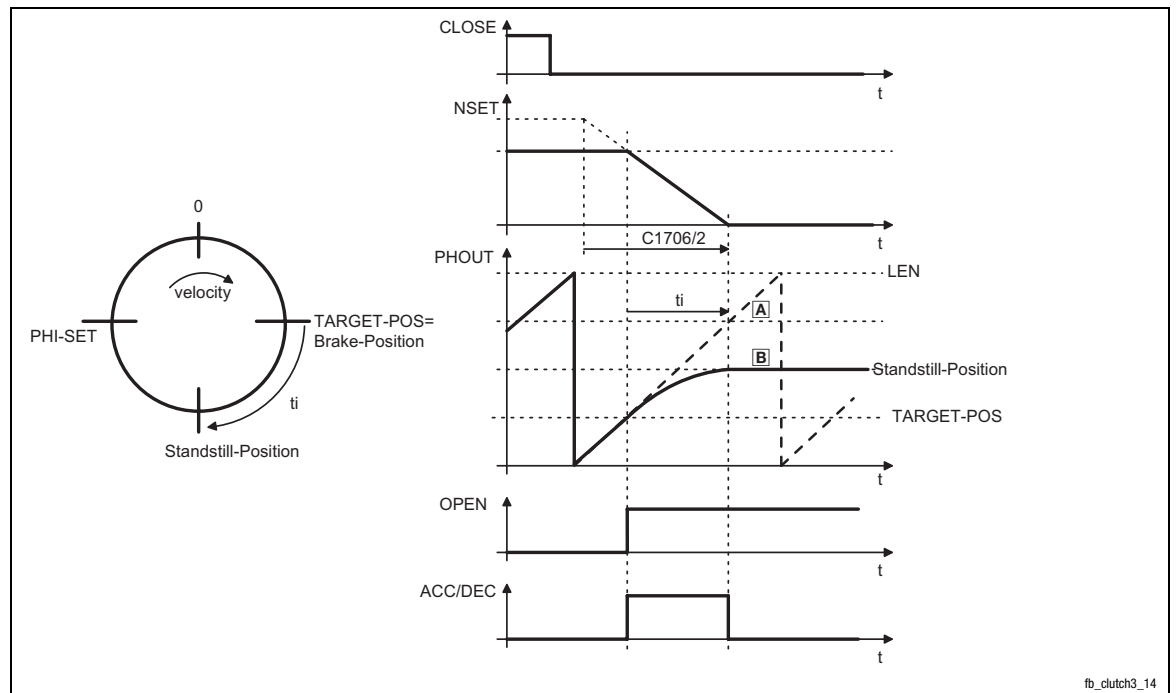 0
velocity
PHI-SET
TARGET-POS=
Brake-Position
ti
Standstill-Position
CLOSE
t
NSET
t
C1706/2
PHOUT
LEN
ti
A
B
Standstill-Position
TARGET-POS
t
OPEN
t
ACC/DEC
t
fb_clutch3_14